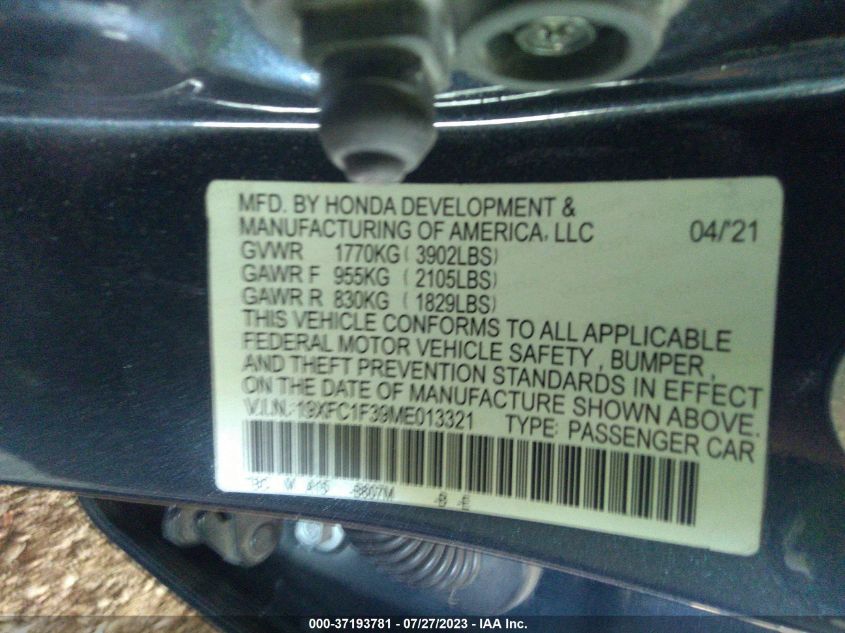 MFD. BY HONDA DEVELOPMENT &
MANUFACTURING OF AMERICA, LLC 04/'21
GVWR 1770KG ( 3902LBS)
GAWR F 955KG ( 2105LBS)
GAWR R 830KG ( 1829LBS)
THIS VEHICLE CONFORMS TO ALL APPLICABLE
FEDERAL MOTOR VEHICLE SAFETY , BUMPER ,
AND THEFT PREVENTION STANDARDS IN EFFECT
ON THE DATE OF MANUFACTURE SHOWN ABOVE.
V.I.N.: 19XFC1F39ME013321 TYPE: PASSENGER CAR
-B -E
000-37193781 / 07/27/2023 - IAA Inc.